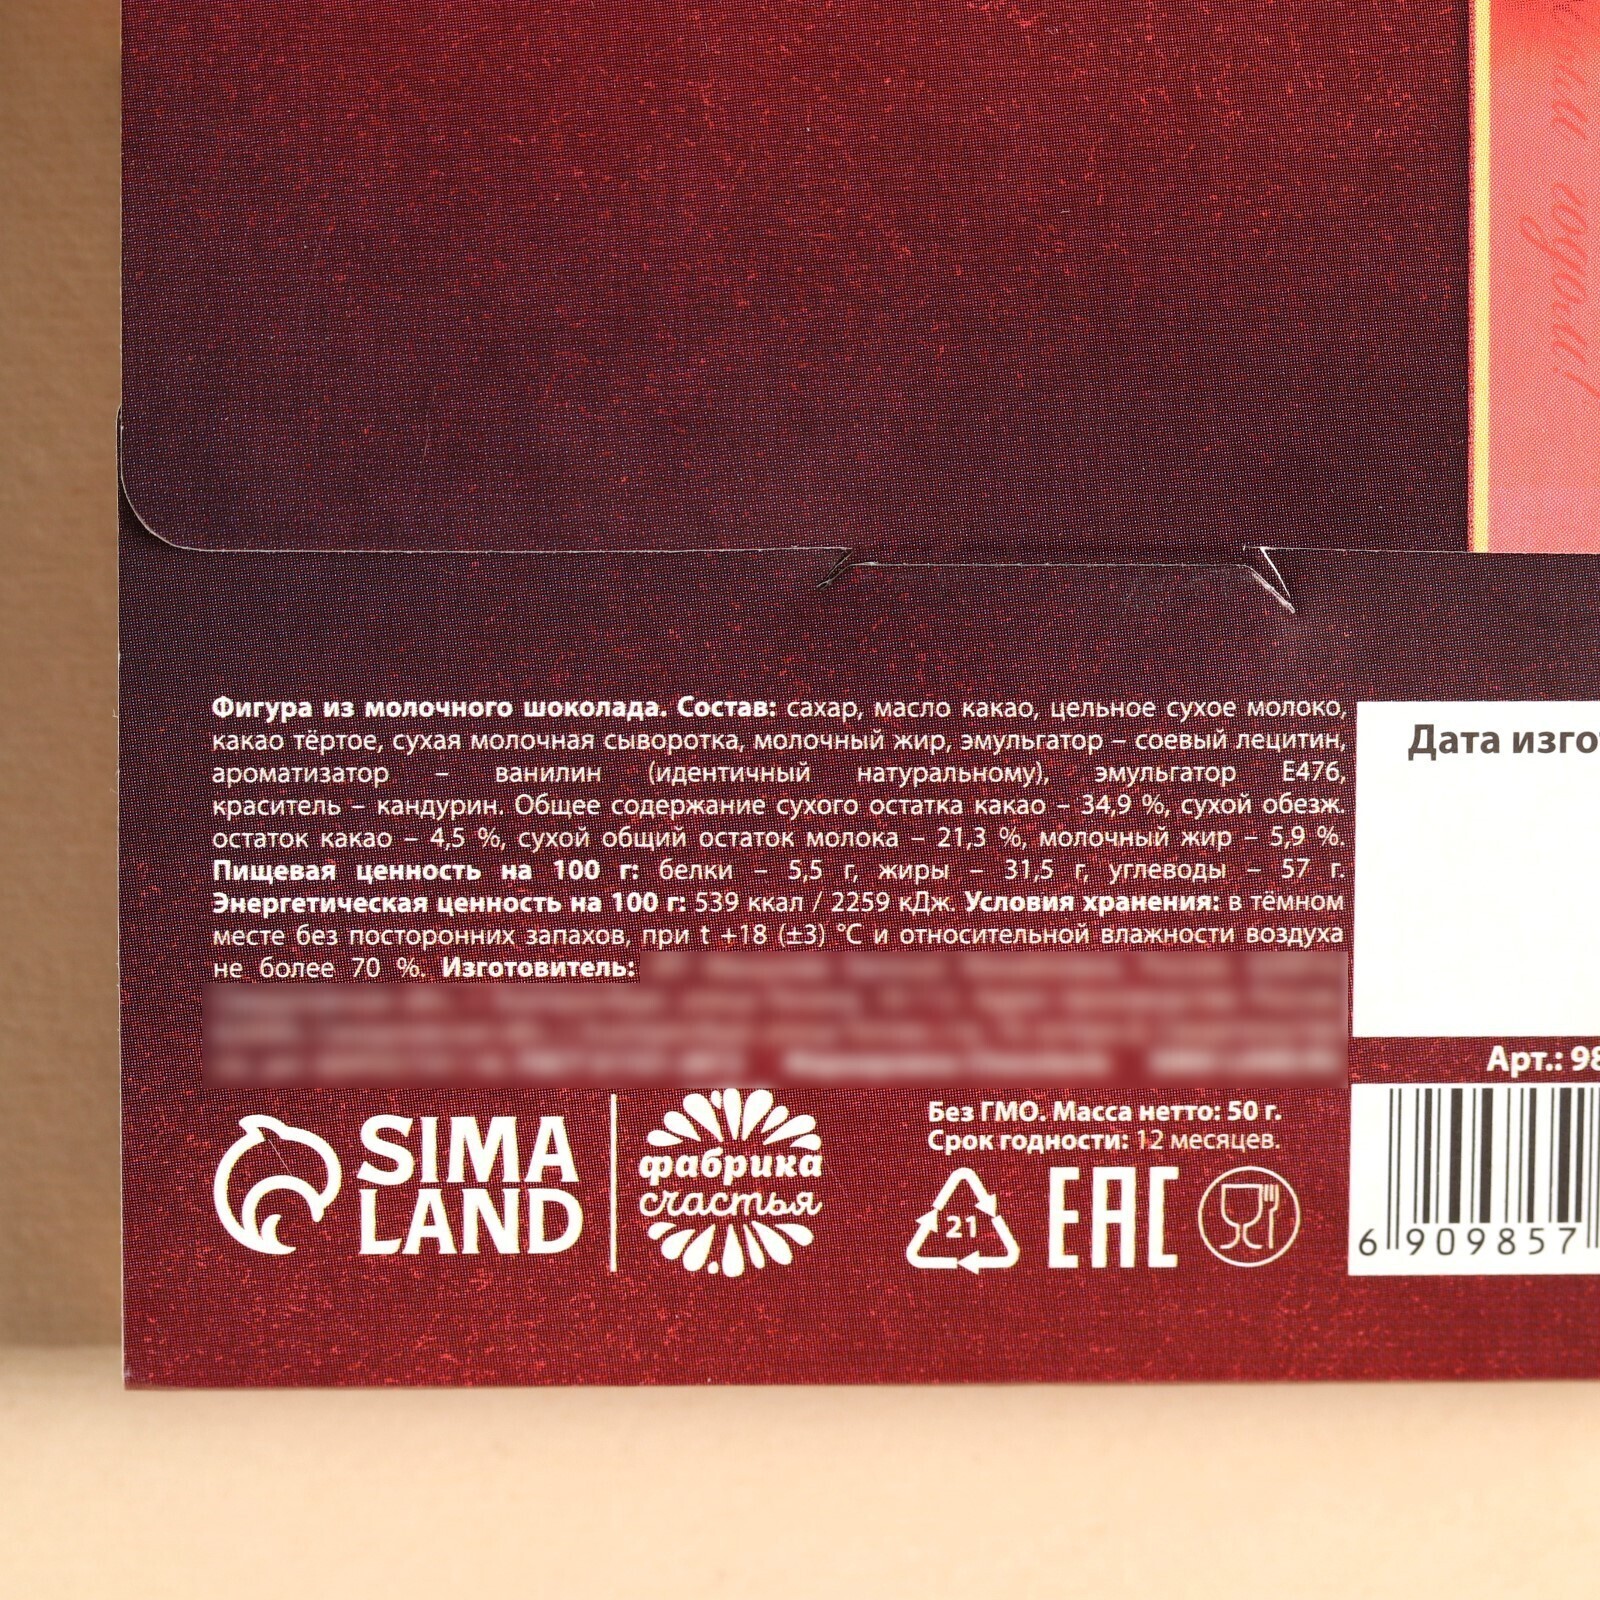 годом!
Фигура из молочного шоколада. Состав: сахар, масло какао, цельное сухое молоко,
какао тёртое, сухая молочная сыворотка, молочный жир, эмульгатор – соевый лецитин,
ароматизатор – ванилин (идентичный натуральному), эмульгатор Е476,
краситель – кандурин. Общее содержание сухого остатка какао – 34,9 %, сухой обезж.
остаток какао – 4,5 %, сухой общий остаток молока – 21,3 %, молочный жир – 5,9 %.
Пищевая ценность на 100 г: белки – 5,5 г, жиры – 31,5 г, углеводы – 57 г.
Энергетическая ценность на 100 г: 539 ккал / 2259 кДж. Условия хранения: в тёмном
месте без посторонних запахов, при t +18 (±3) °C и относительной влажности воздуха
не более 70 %. Изготовитель:
Дата
Арт.:
SIMA
LAND
фабрика
счастья
Без ГМО. Масса нетто: 50 г.
Срок годности: 12 месяцев.
21
EAC
6 909857